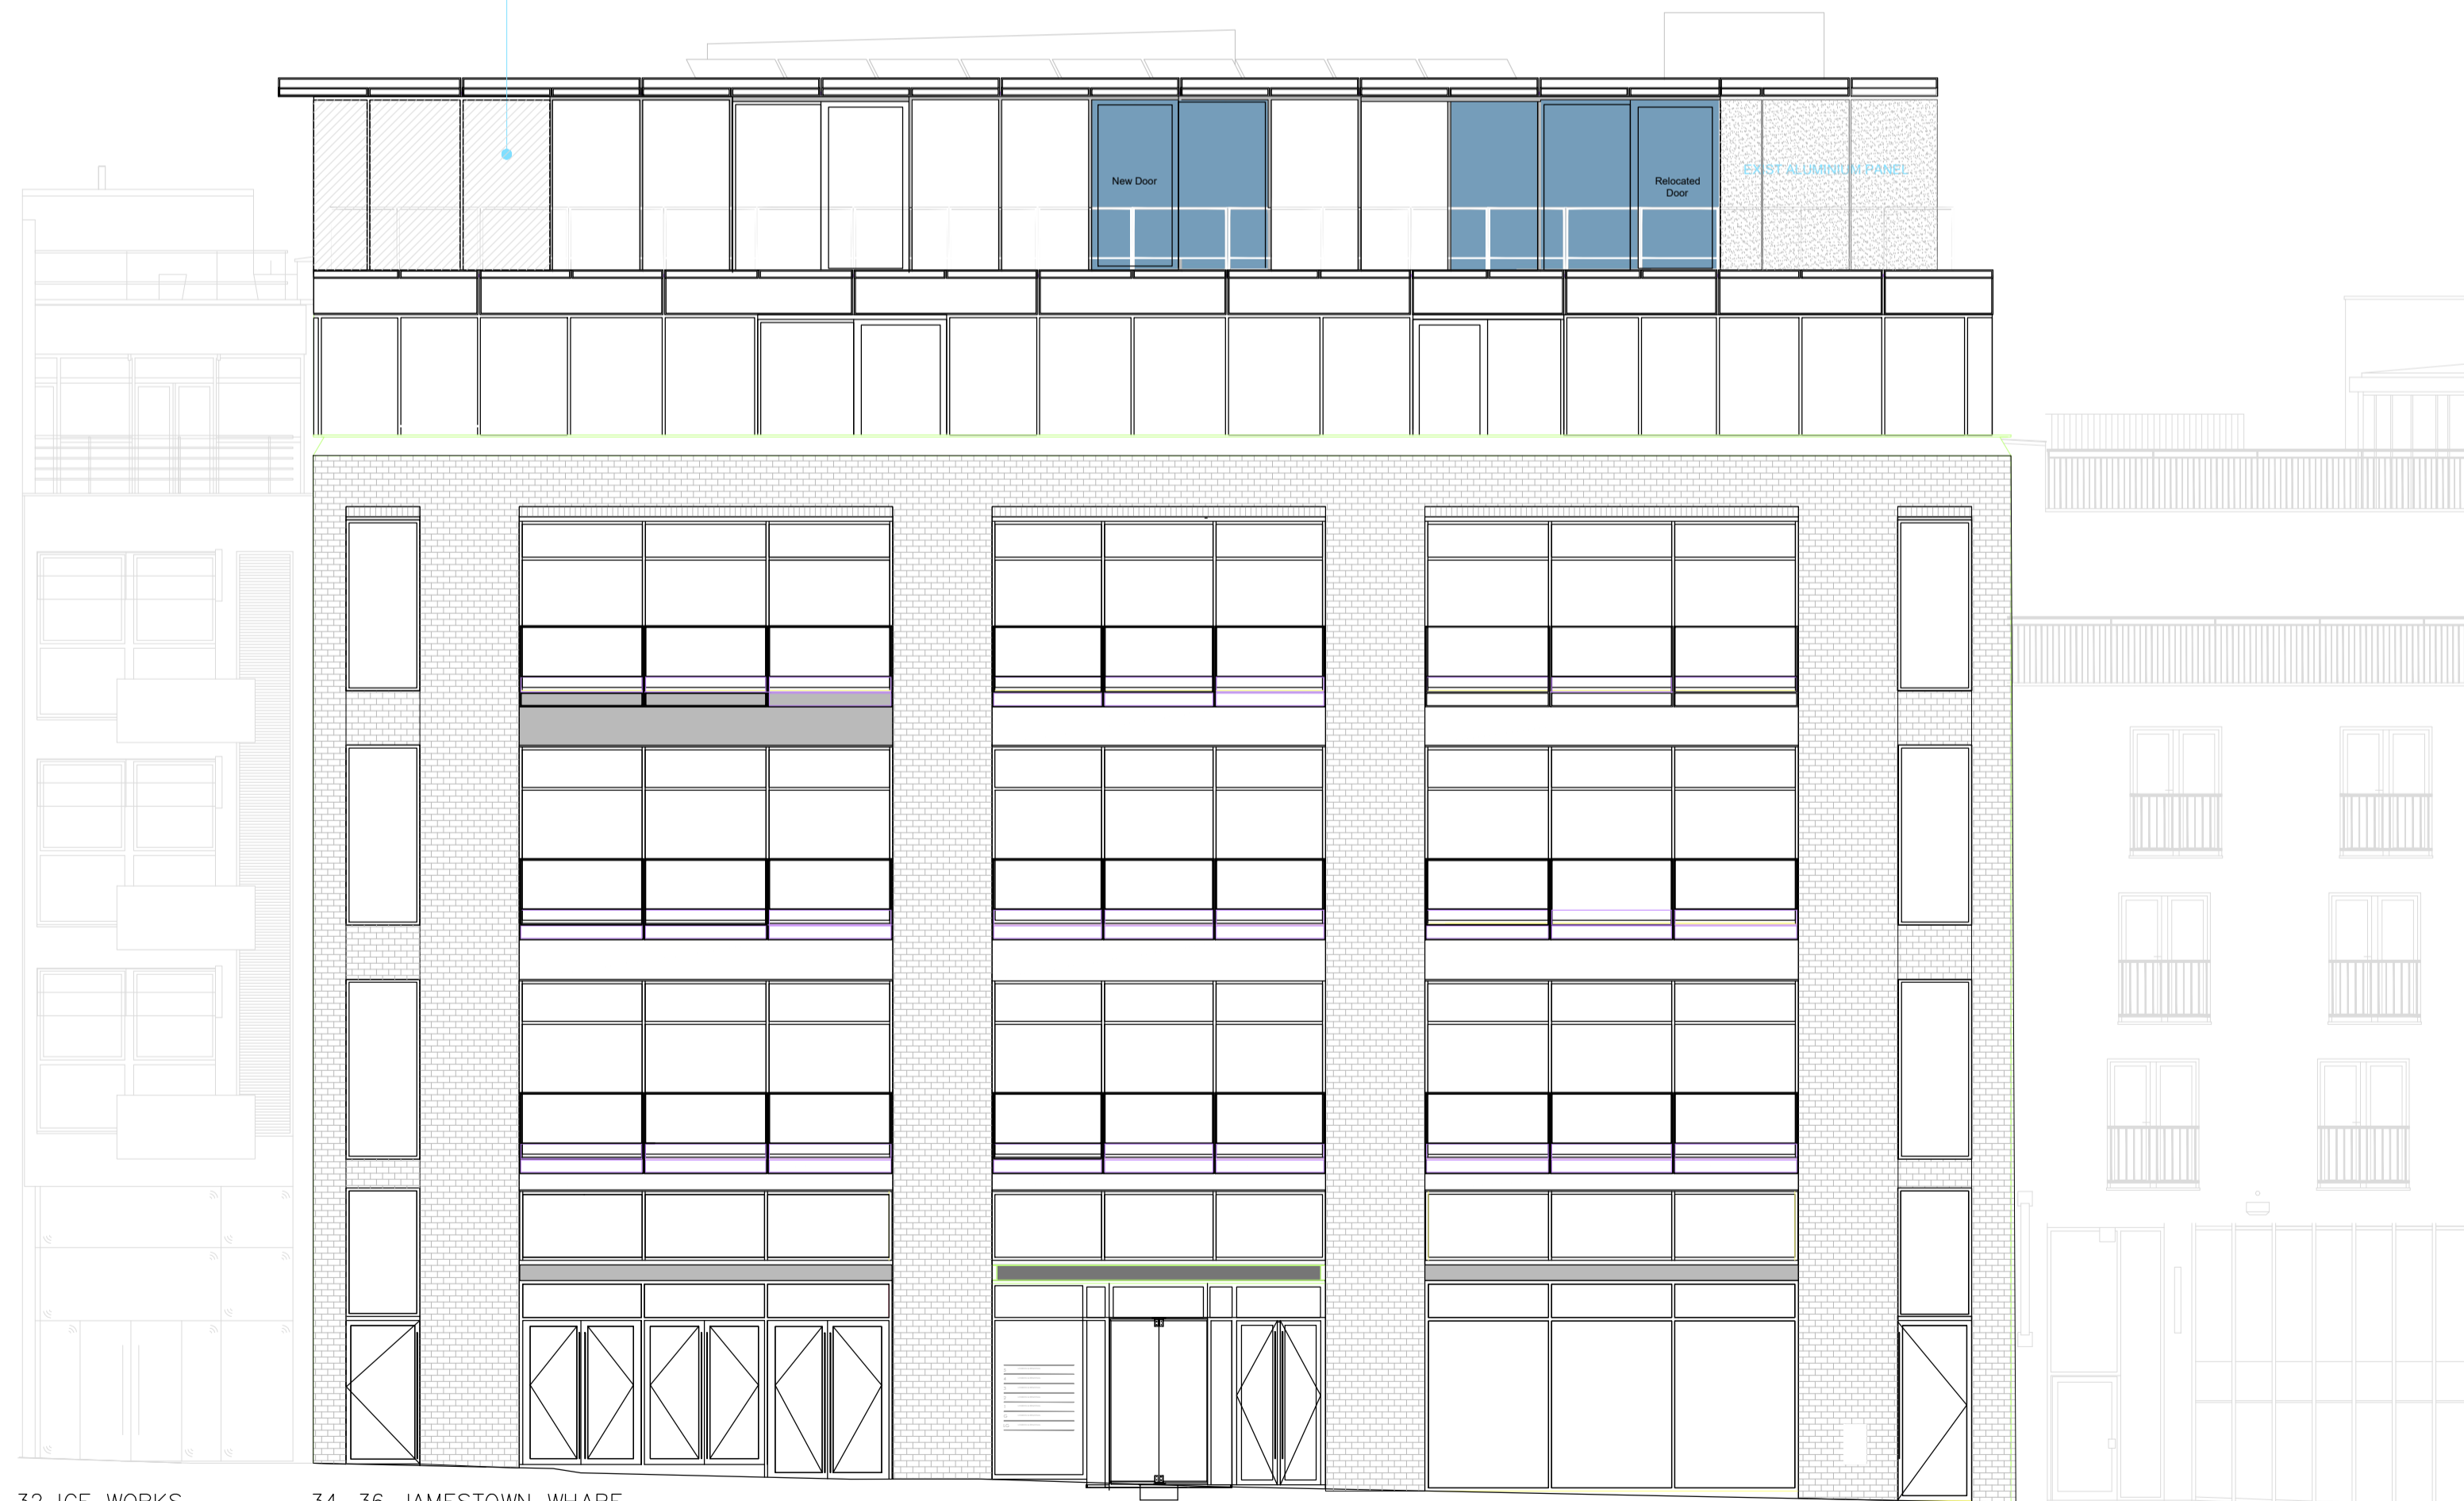 New Door
Relocated
Door
EXIST ALUMINIUM PANEL
32 ICE WORKS
34-36 JAMESTOWN WHARF